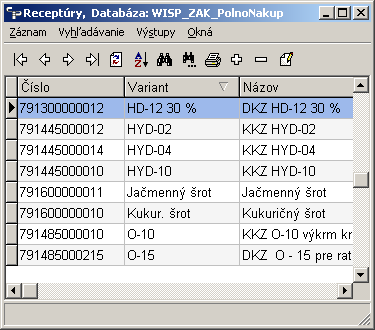 Receptúry, Databáza: WISP_ZAK_PolnoNakup
Záznam Vyhľadávanie Výstupy Okná
Číslo Variant Názov
791300000012 HD-12 30 % DKZ HD-12 30 %
791445000012 HYD-02 KKZ HYD-02
791445000014 HYD-04 KKZ HYD-04
791445000010 HYD-10 KKZ HYD-10
791600000011 Jačmenný šrot Jačmenný šrot
791600000010 Kukur. šrot Kukuričný šrot
791485000010 O-10 KKZ O-10 výkrm kr
791485000215 O-15 DKZ O - 15 pre rat